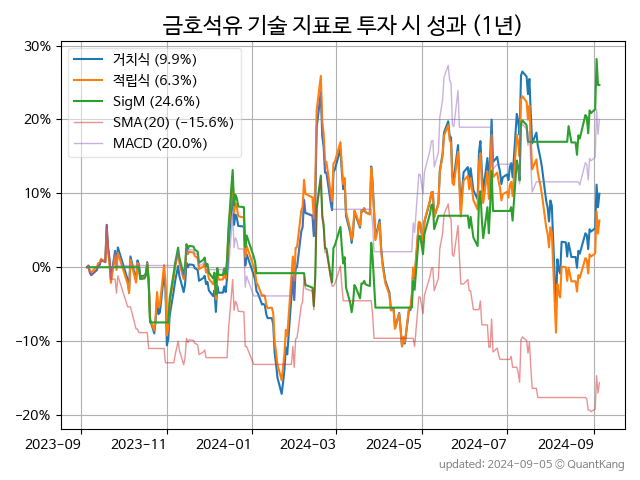 금호석유 기술 지표로 투자 시 성과 (1년)
30%
20%
10%
0%
−10%
−20%
거치식 (9.9%)
적립식 (6.3%)
SigM (24.6%)
SMA(20) (−15.6%)
MACD (20.0%)
2023-09 2023-11 2024-01 2024-03 2024-05 2024-07 2024-09
updated: 2024-09-05 © QuantKang